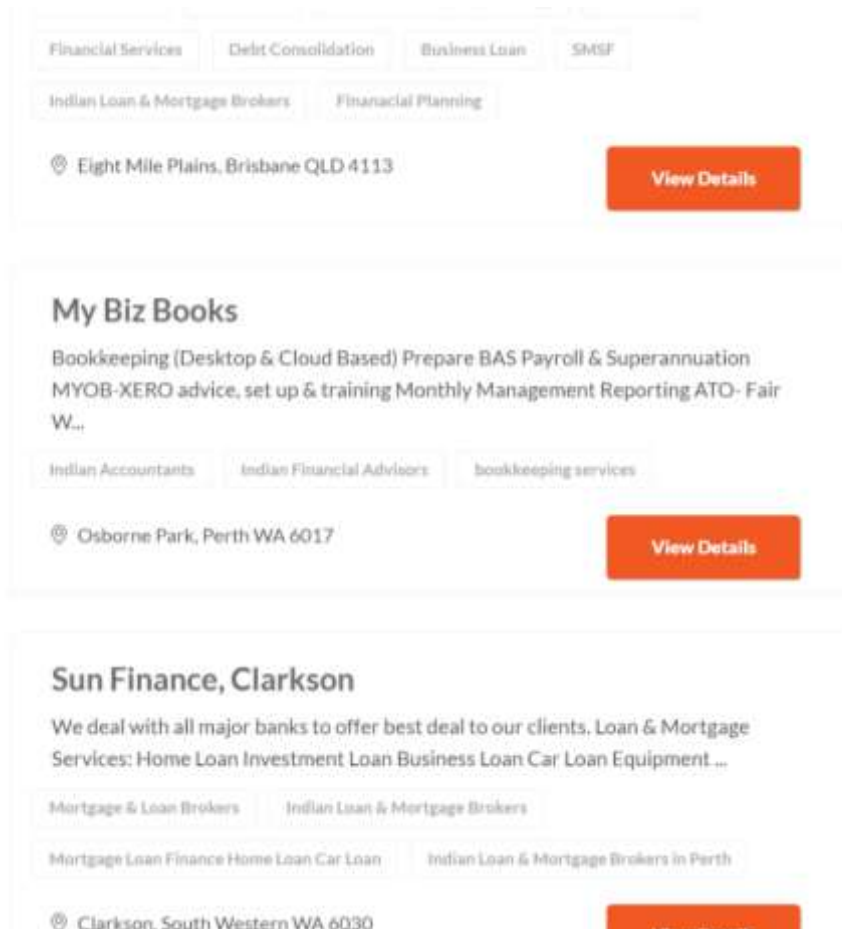 Financial Services Debt Consolidation Business Loan SMSF
Indian Loan & Mortgage Brokers Finanacial Planning
Eight Mile Plains, Brisbane QLD 4113
View Details
My Biz Books
Bookkeeping (Desktop & Cloud Based) Prepare BAS Payroll & Superannuation
MYOB-XERO advice, set up & training Monthly Management Reporting ATO- Fair
W...
Indian Accountants Indian Financial Advisors bookkeeping services
Osborne Park, Perth WA 6017
View Details
Sun Finance, Clarkson
We deal with all major banks to offer best deal to our clients. Loan & Mortgage
Services: Home Loan Investment Loan Business Loan Car Loan Equipment ...
Mortgage & Loan Brokers Indian Loan & Mortgage Brokers
Mortgage Loan Finance Home Loan Car Loan Indian Loan & Mortgage Brokers in Perth
Clarkson, South Western WA 6030